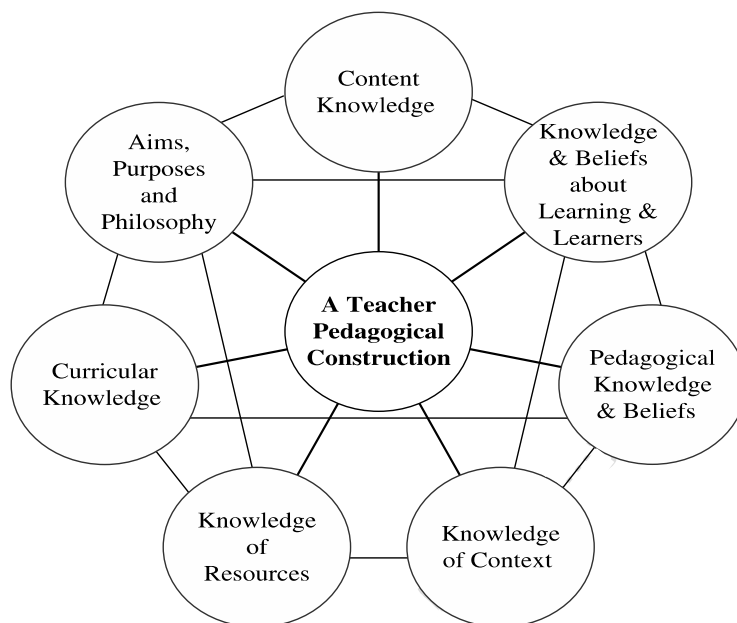 Content
Knowledge
Aims,
Purposes
and
Philosophy
Knowledge
& Beliefs
about
Learning &
Learners
A Teacher
Pedagogical
Construction
Curricular
Knowledge
Pedagogical
Knowledge
& Beliefs
Knowledge
of
Resources
Knowledge
of Context